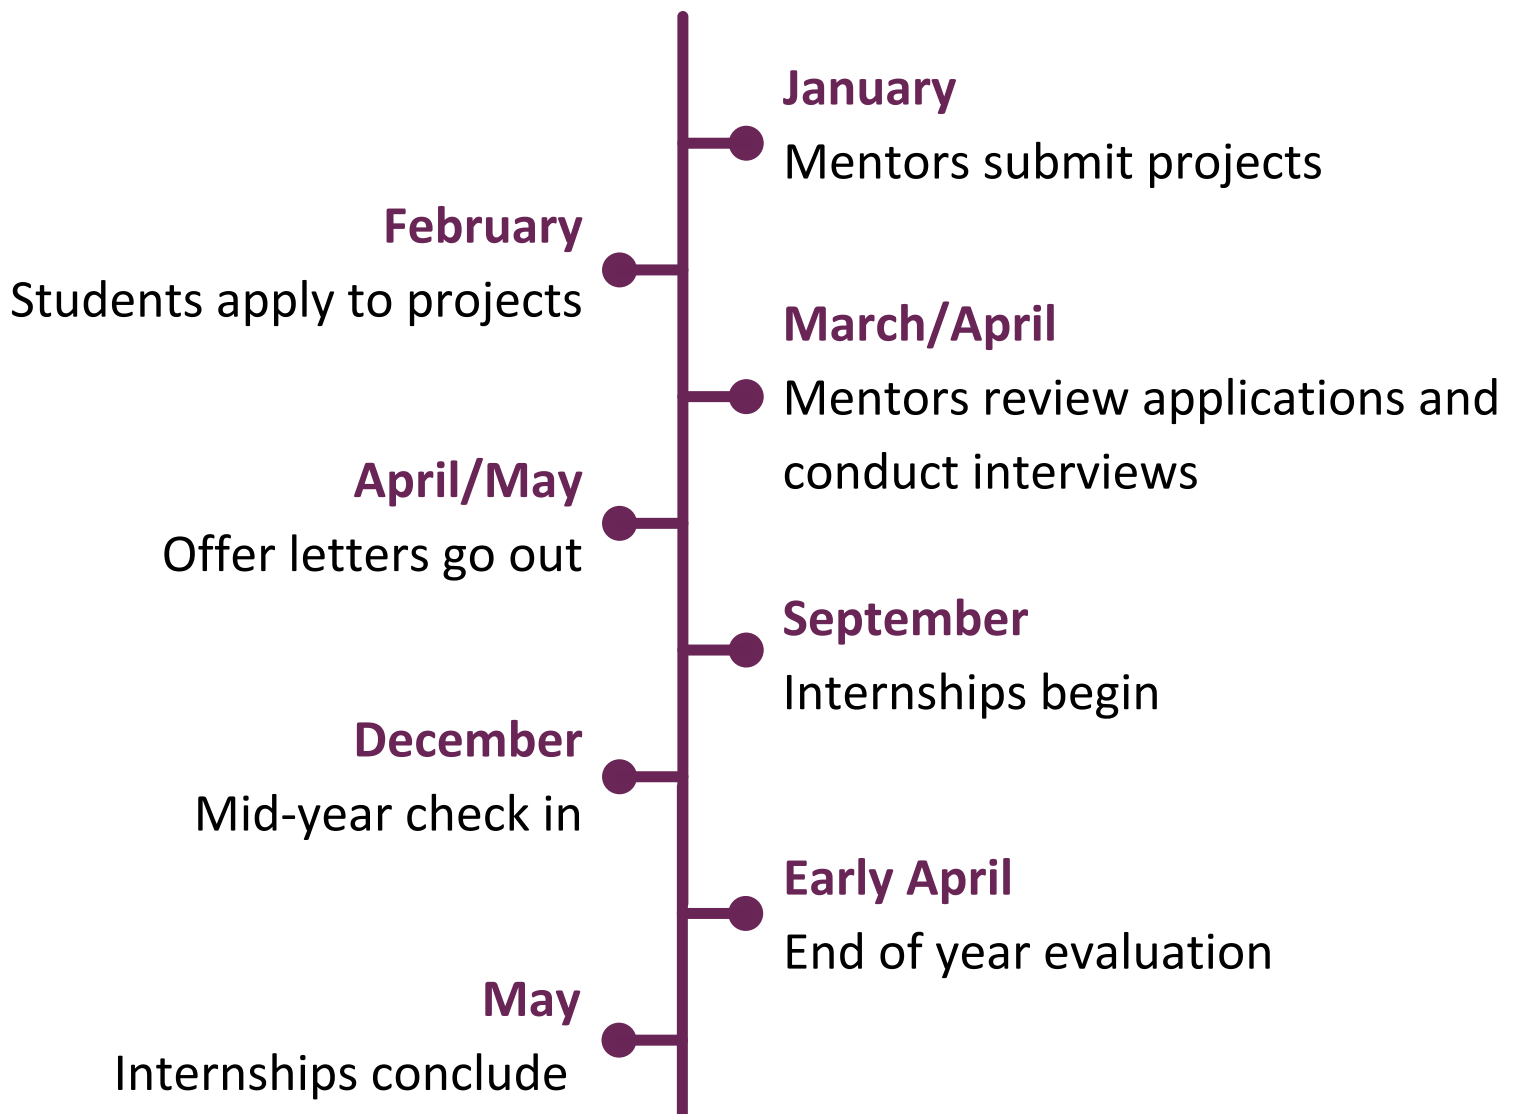 January
Mentors submit projects
February
Students apply to projects
March/April
Mentors review applications and
conduct interviews
April/May
Offer letters go out
September
Internships begin
December
Mid-year check in
Early April
End of year evaluation
May
Internships conclude